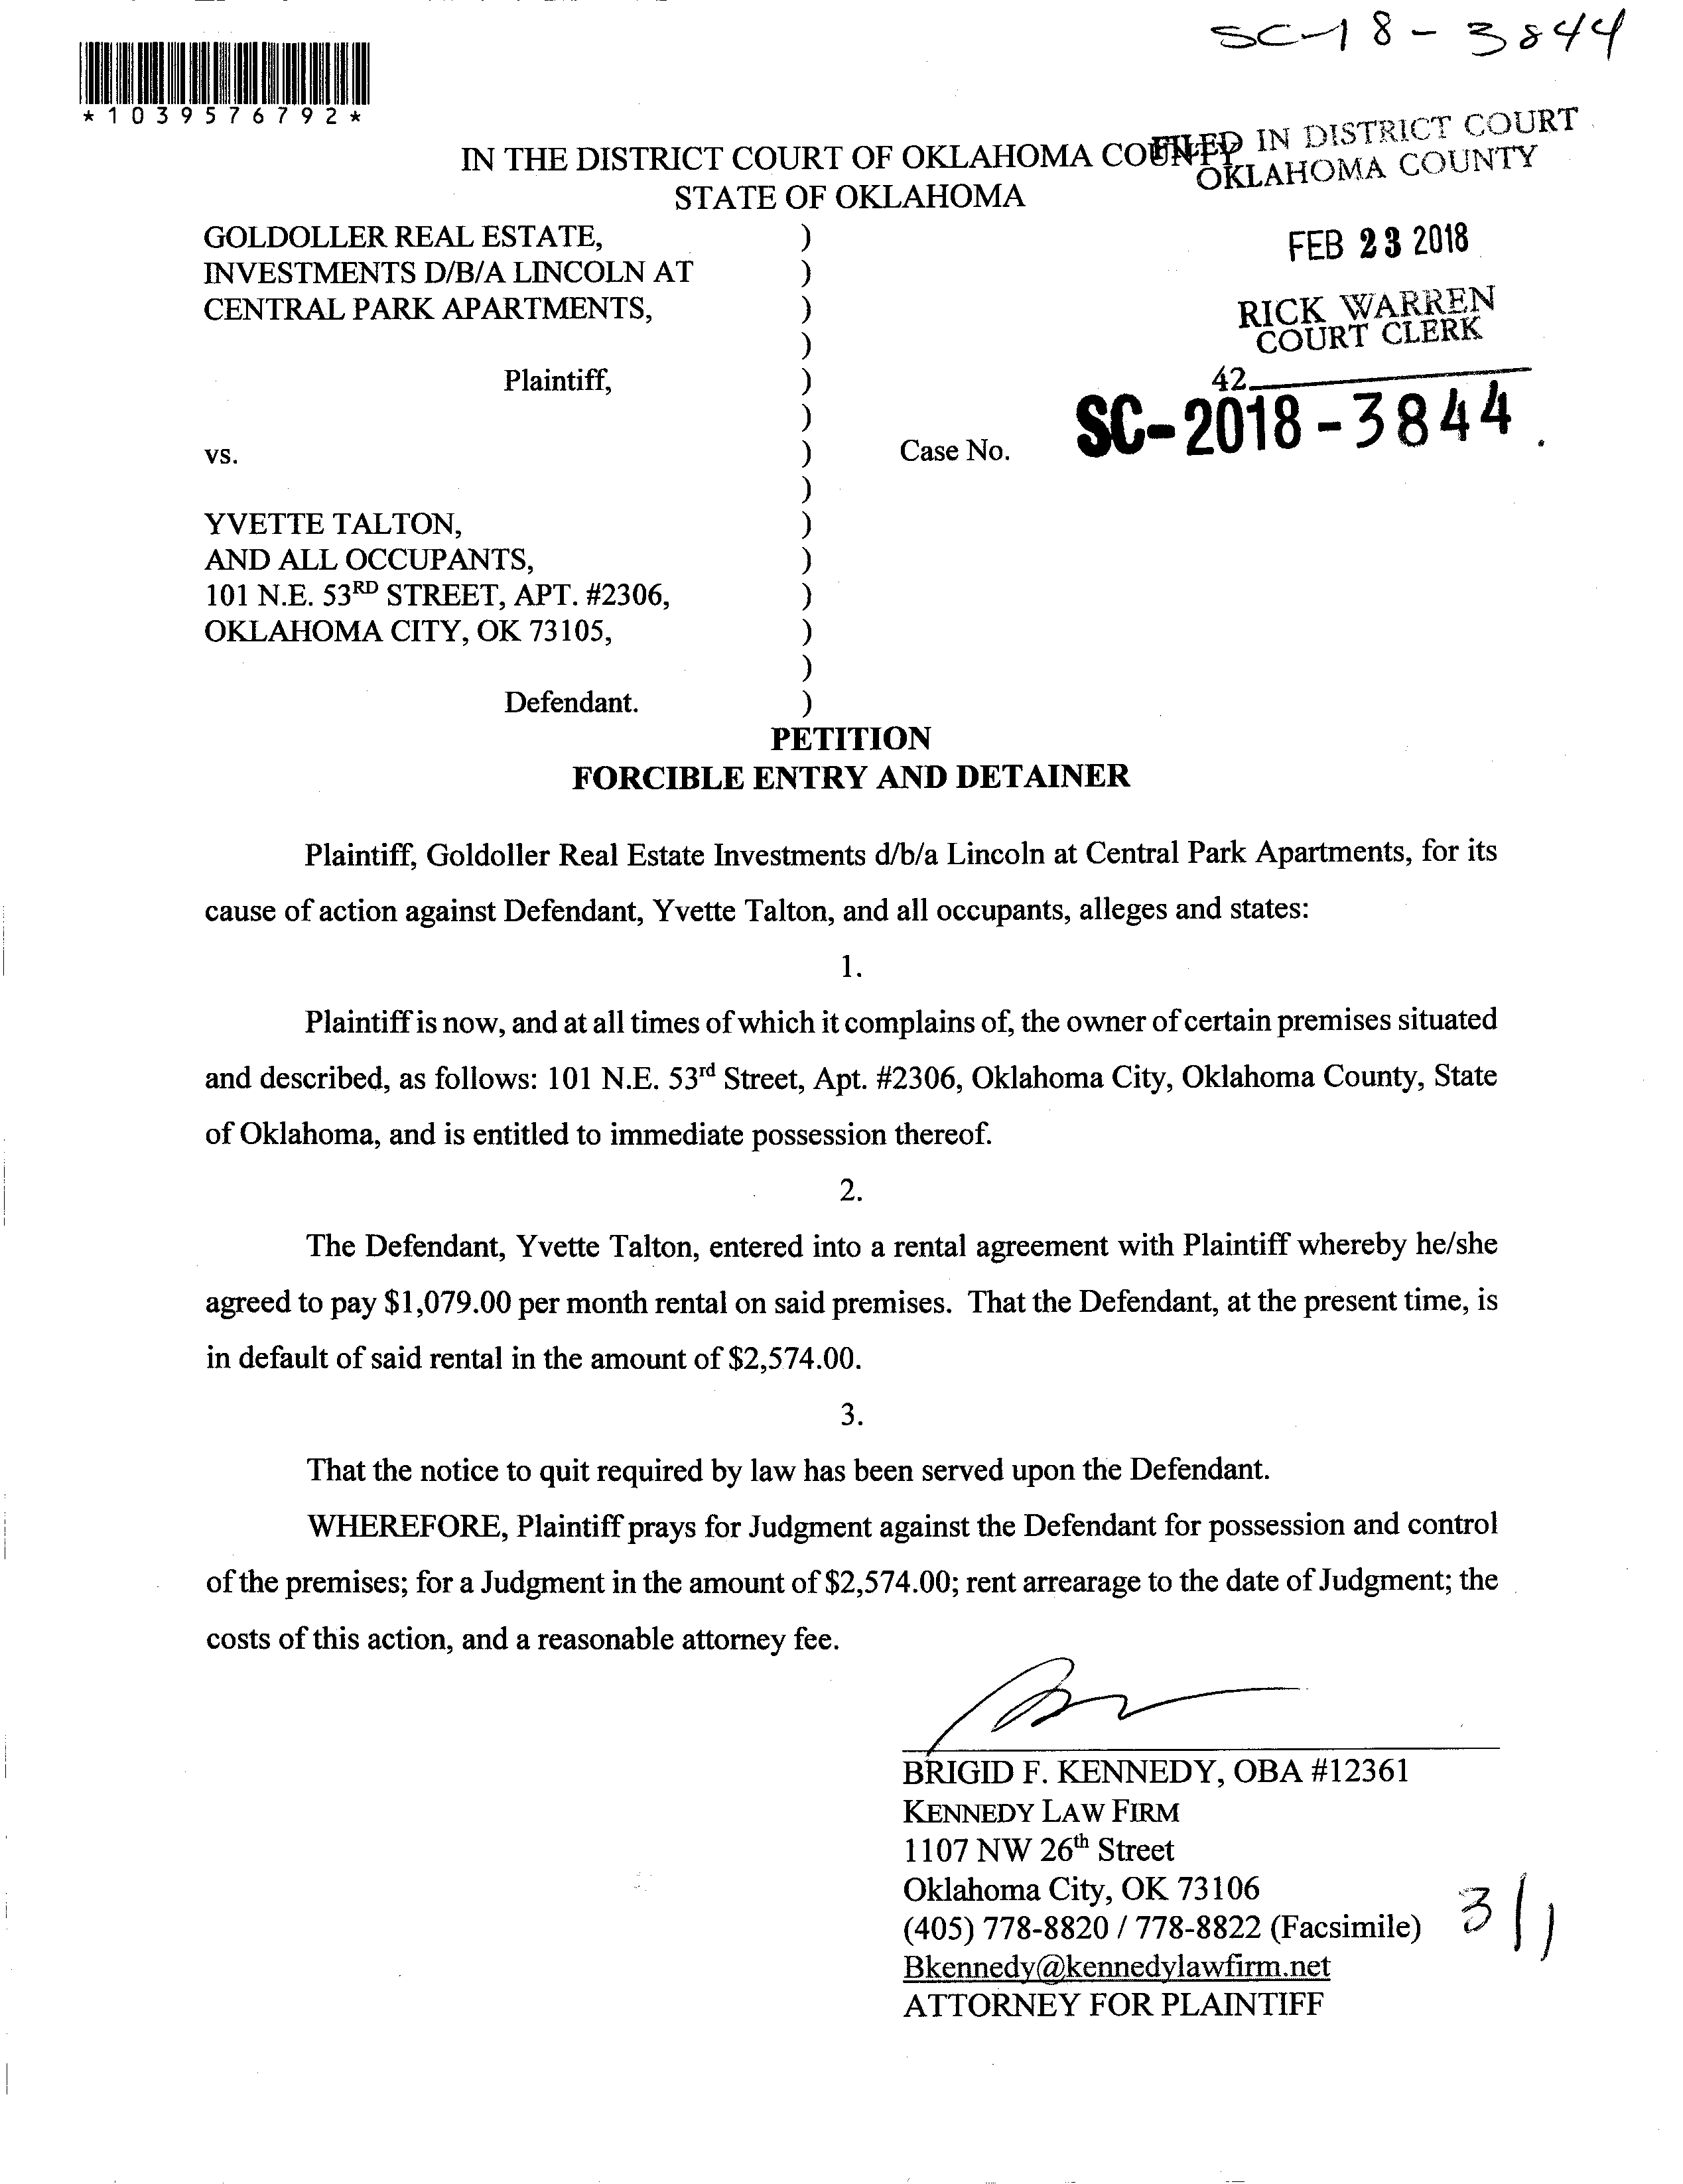 SC-18-3844
*1039576792*
IN THE DISTRICT COURT OF OKLAHOMA COUNTY
STATE OF OKLAHOMA
FILED IN DISTRICT COURT
OKLAHOMA COUNTY
FEB 23 2018
RICK WARREN
COURT CLERK
42
GOLDOLLER REAL ESTATE, )
INVESTMENTS D/B/A LINCOLN AT )
CENTRAL PARK APARTMENTS, )
)
Plaintiff, )
)
vs. ) Case No. SC-2018-3844
)
YVETTE TALTON, )
AND ALL OCCUPANTS, )
101 N.E. 53RD STREET, APT. #2306, )
OKLAHOMA CITY, OK 73105, )
)
Defendant. )
PETITION
FORCIBLE ENTRY AND DETAINER
Plaintiff, Goldoller Real Estate Investments d/b/a Lincoln at Central Park Apartments, for its
cause of action against Defendant, Yvette Talton, and all occupants, alleges and states:
1.
Plaintiff is now, and at all times of which it complains of, the owner of certain premises situated
and described, as follows: 101 N.E. 53rd Street, Apt. #2306, Oklahoma City, Oklahoma County, State
of Oklahoma, and is entitled to immediate possession thereof.
2.
The Defendant, Yvette Talton, entered into a rental agreement with Plaintiff whereby he/she
agreed to pay $1,079.00 per month rental on said premises. That the Defendant, at the present time, is
in default of said rental in the amount of $2,574.00.
3.
That the notice to quit required by law has been served upon the Defendant.
WHEREFORE, Plaintiff prays for Judgment against the Defendant for possession and control
of the premises; for a Judgment in the amount of $2,574.00; rent arrearage to the date of Judgment; the
costs of this action, and a reasonable attorney fee.
BRIGID F. KENNEDY, OBA #12361
KENNEDY LAW FIRM
1107 NW 26th Street
Oklahoma City, OK 73106
(405) 778-8820 / 778-8822 (Facsimile)
3/1
Bkennedy@kennedylawfirm.net
ATTORNEY FOR PLAINTIFF